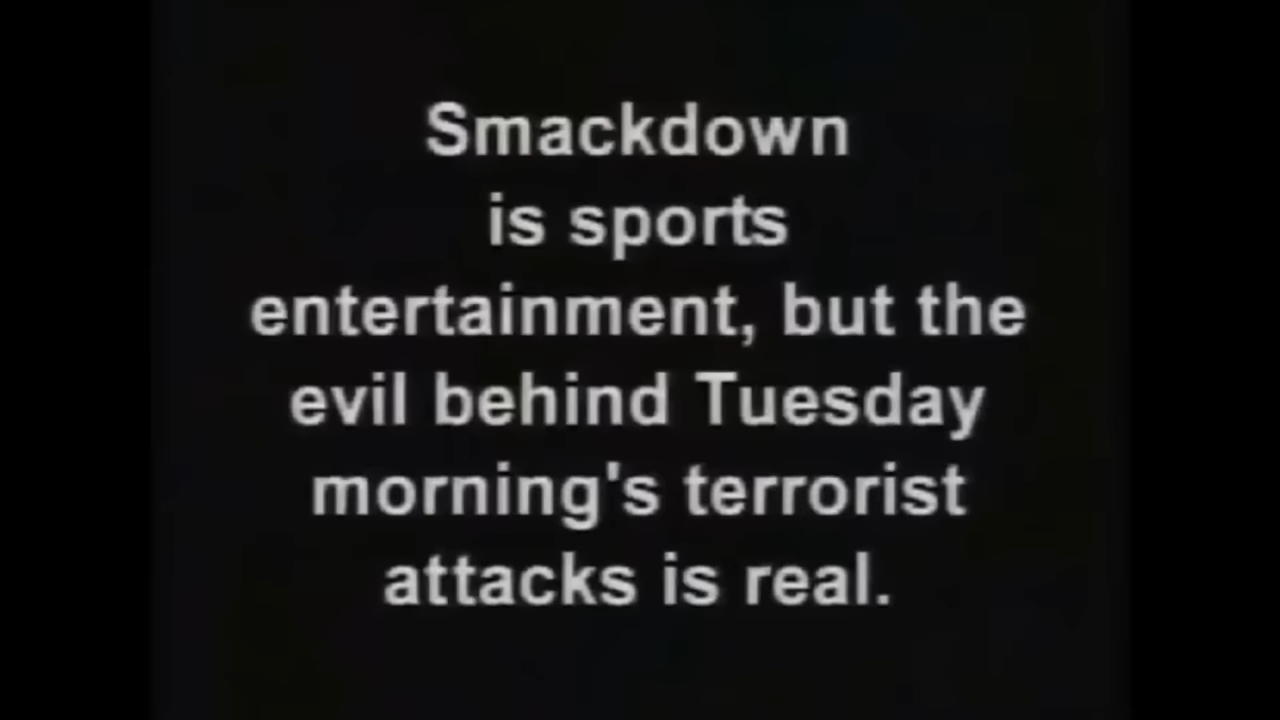 Smackdown
is sports
entertainment, but the
evil behind Tuesday
morning's terrorist
attacks is real.